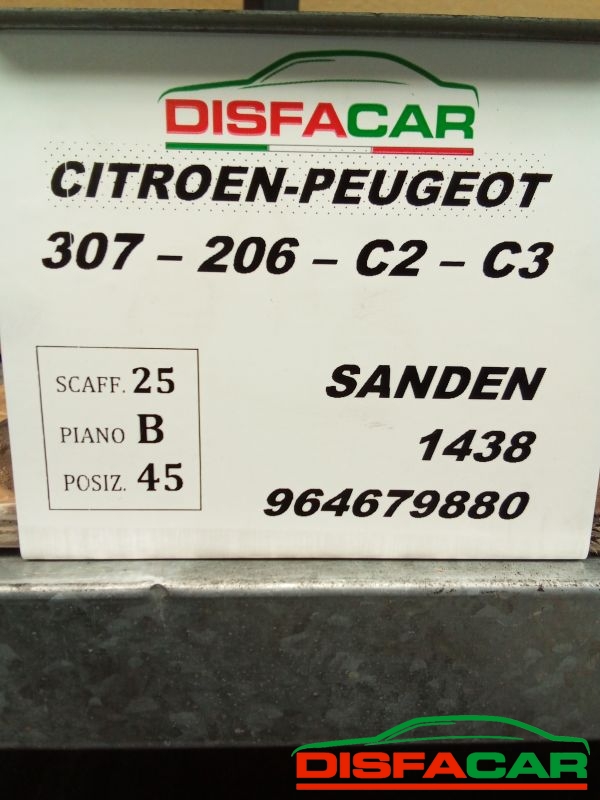 DISFACAR
CITROEN-PEUGEOT
307 – 206 – C2 – C3
SCAFF. 25
PIANO B
POSIZ. 45
SANDEN
1438
964679880
DISFACAR